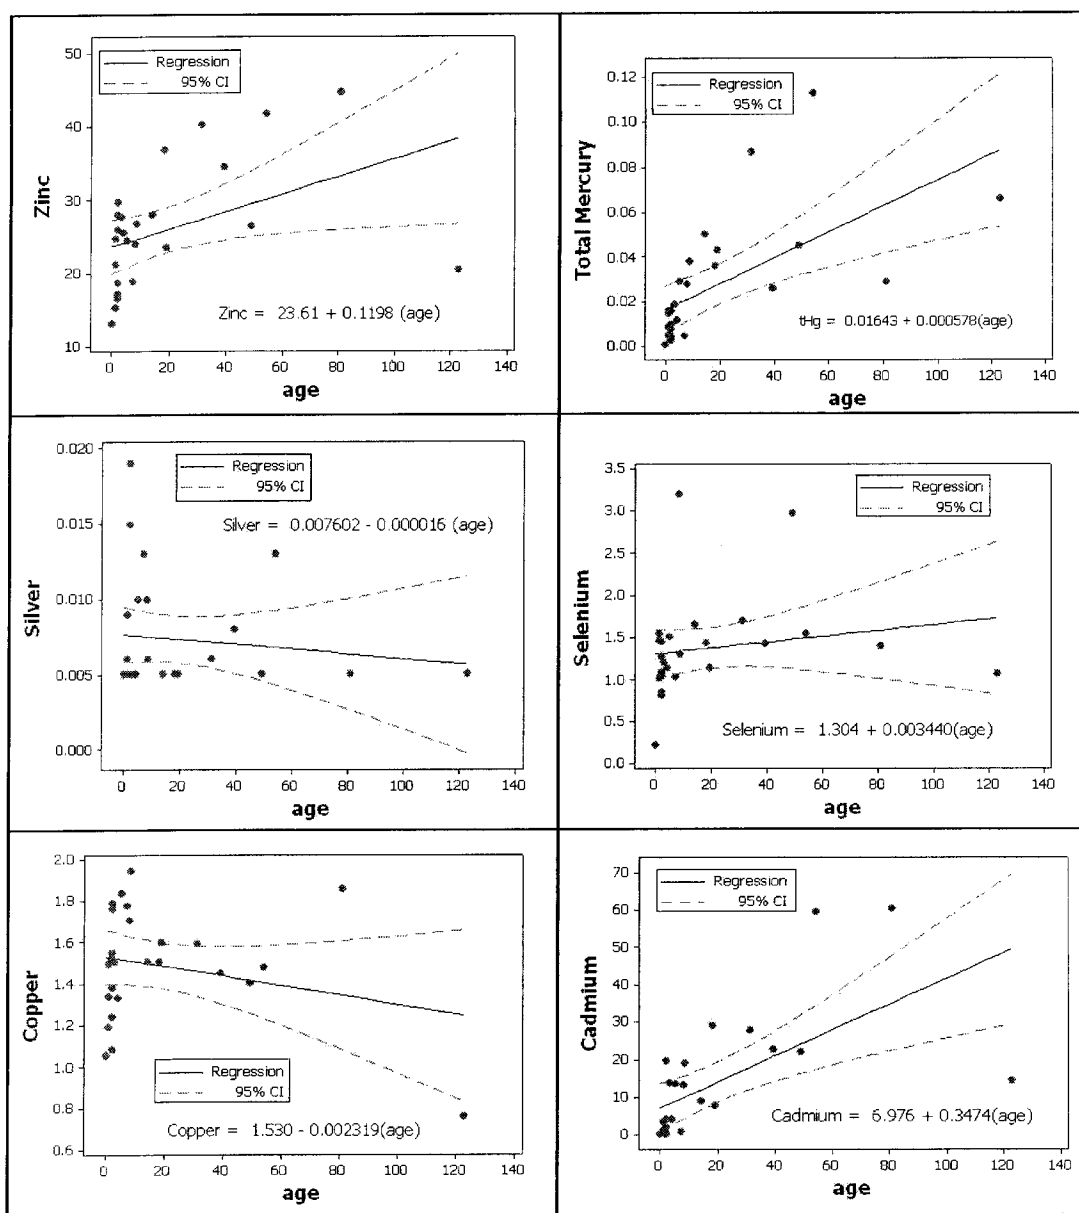 Regression
95% CI
50
40
30
20
10
Zinc
Zinc = 23.61 + 0.1198 (age)
0 20 40 60 80 100 120 140
age
Regression
95% CI
0.12
0.10
0.08
0.06
0.04
0.02
0.00
Total Mercury
tHg = 0.01643 + 0.000578(age)
0 20 40 60 80 100 120 140
age
Regression
95% CI
0.020
0.015
0.010
0.005
0.000
Silver
Silver = 0.007602 - 0.000016 (age)
0 20 40 60 80 100 120 140
age
Regression
95% CI
3.5
3.0
2.5
2.0
1.5
1.0
0.5
0.0
Selenium
Selenium = 1.304 + 0.003440(age)
0 20 40 60 80 100 120 140
age
2.0
1.8
1.6
1.4
1.2
1.0
0.8
0.6
Copper
Regression
95% CI
Copper = 1.530 - 0.002319(age)
0 20 40 60 80 100 120 140
age
Regression
95% CI
70
60
50
40
30
20
10
0
Cadmium
Cadmium = 6.976 + 0.3474(age)
0 20 40 60 80 100 120 140
age